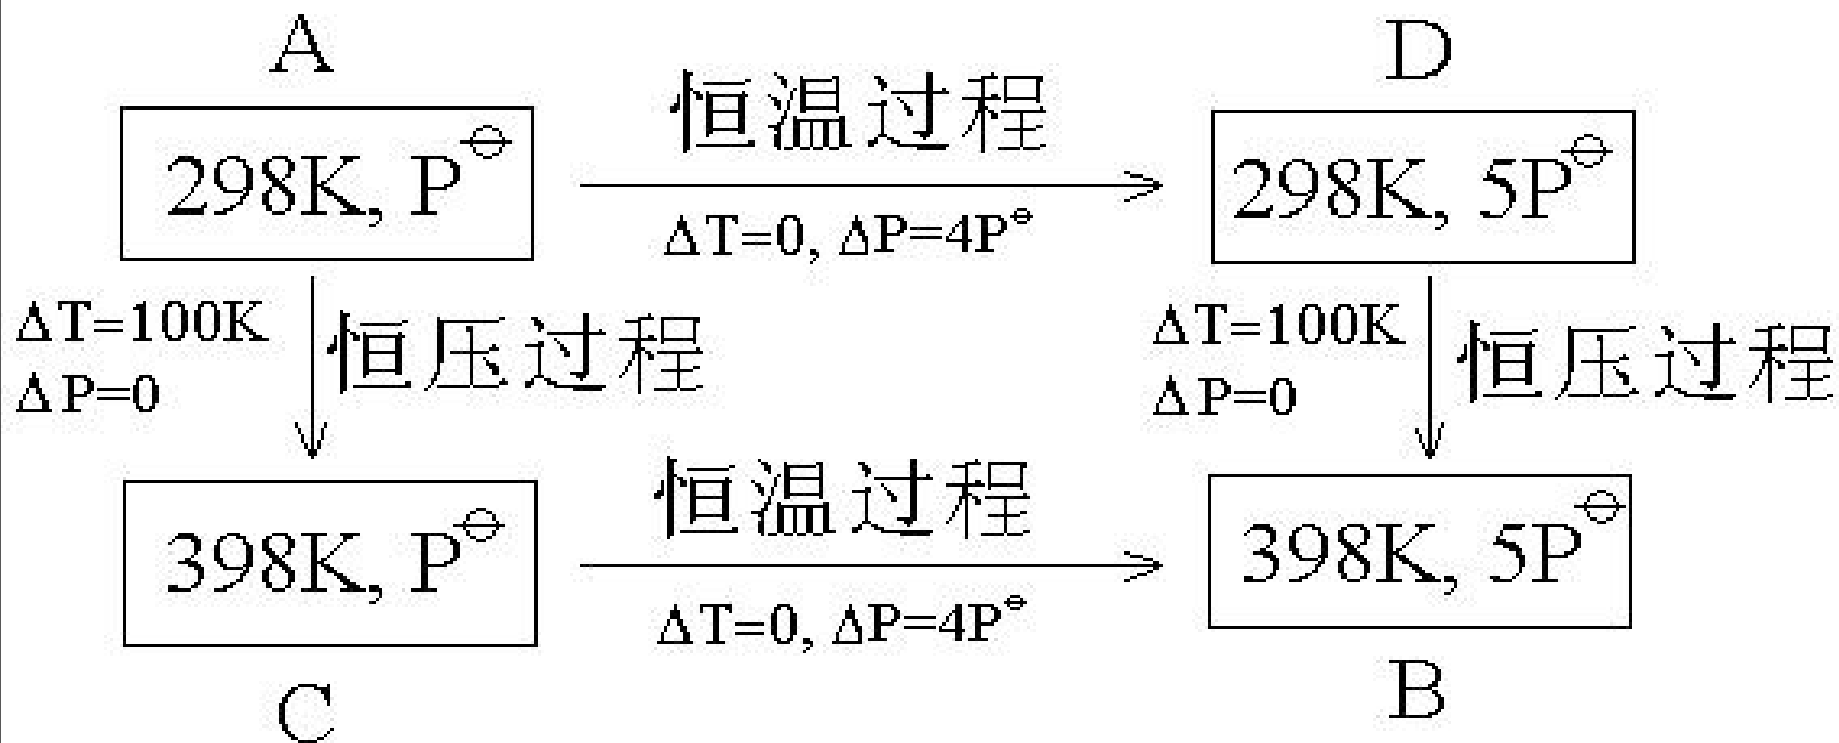 A
D
恒温过程
298K, P⊖
298K, 5P⊖
ΔT=0, ΔP=4P⊖
ΔT=100K
ΔP=0
恒压过程
ΔT=100K
ΔP=0
恒压过程
恒温过程
398K, P⊖
398K, 5P⊖
ΔT=0, ΔP=4P⊖
C
B